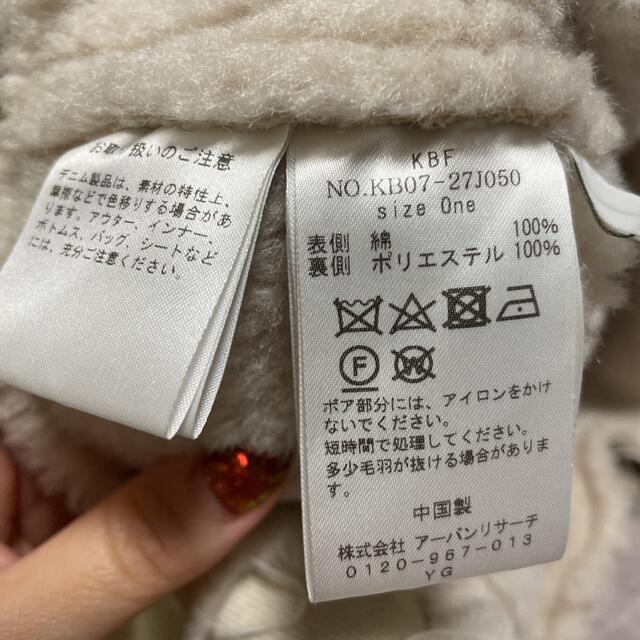 お取り扱いのご注意
デニム製品は、素材の特性上、
摩擦などで色移りする場合があ
ります。アウター、インナー、
ボトムス、バッグ、シートなど
には、充分ご注意ください。
KBF
NO.KB07-27J050
size One
表側 綿 100%
裏側 ポリエステル 100%
F W
ボア部分には、アイロンをかけ
ないでください。
短時間で処理してください。
多少毛羽が抜ける場合がありま
す。
中国製
株式会社 アーバンリサーチ
0120-967-013
YG